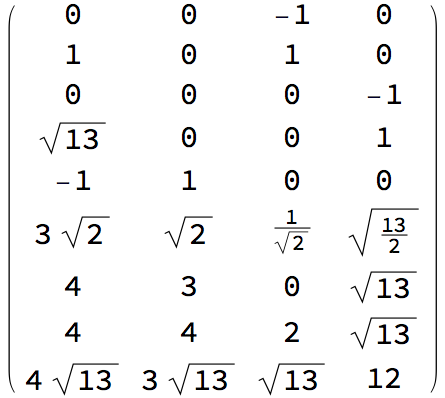 0 0 -1 0
1 0 1 0
0 0 0 -1
√13 0 0 1
-1 1 0 0
3 √2 √2 1/√2 √(13/2)
4 3 0 √13
4 4 2 √13
4 √13 3 √13 √13 12